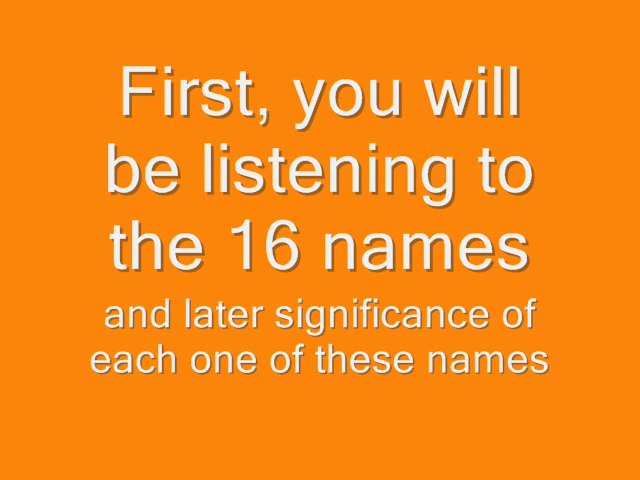 First, you will
be listening to
the 16 names
and later significance of
each one of these names